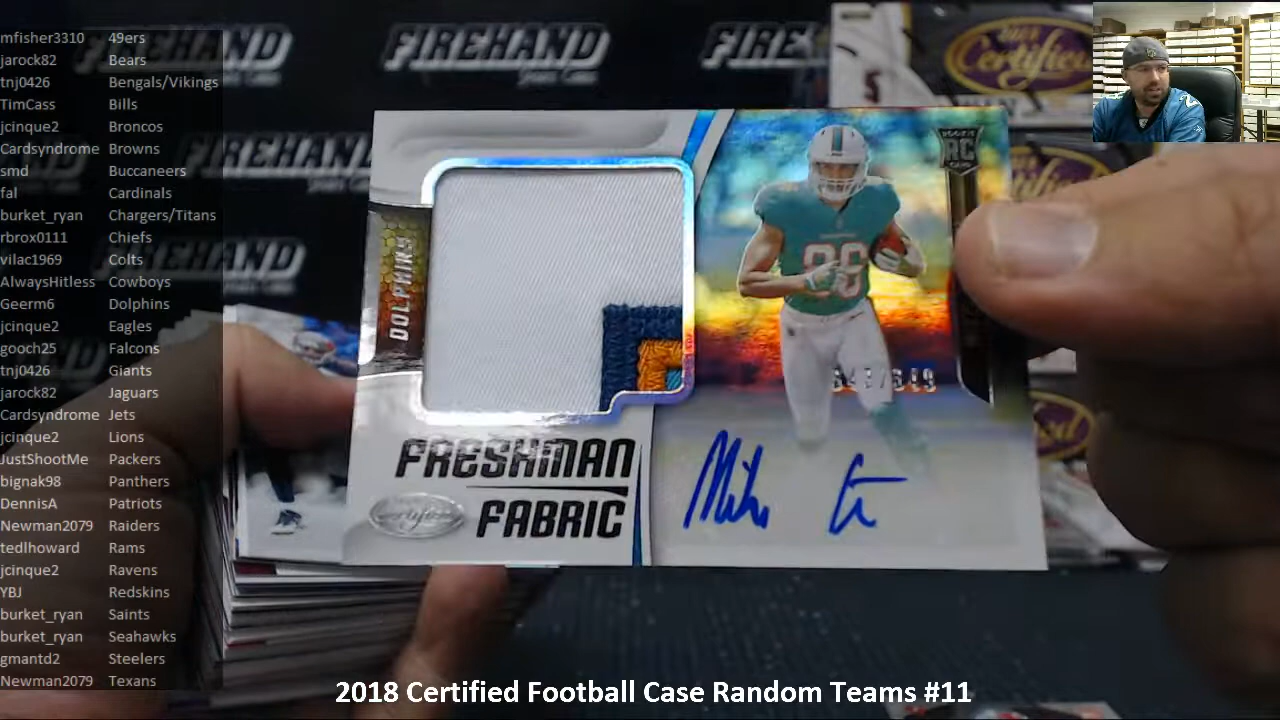 mfisher3310 49ers
jarock82 Bears
tnj0426 Bengals/Vikings
TimCass Bills
jcinque2 Broncos
Cardsyndrome Browns
smd Buccaneers
fal Cardinals
burket_ryan Chargers/Titans
rbrox0111 Chiefs
vilac1969 Colts
AlwaysHitless Cowboys
Geerm6 Dolphins
jcinque2 Eagles
gooch25 Falcons
tnj0426 Giants
jarock82 Jaguars
Cardsyndrome Jets
jcinque2 Lions
JustShootMe Packers
bignak98 Panthers
DennisA Patriots
Newman2079 Raiders
tedlhoward Rams
jcinque2 Ravens
YBJ Redskins
burket_ryan Saints
burket_ryan Seahawks
gmantd2 Steelers
Newman2079 Texans
FIREHAND
FIREHAND
FIREHAND
FIREHAND
2018
Certified
5
ROOKIE
RC
DOLPHINS
FRESHMAN
FABRIC
Certified
Mike
2018 Certified Football Case Random Teams #11